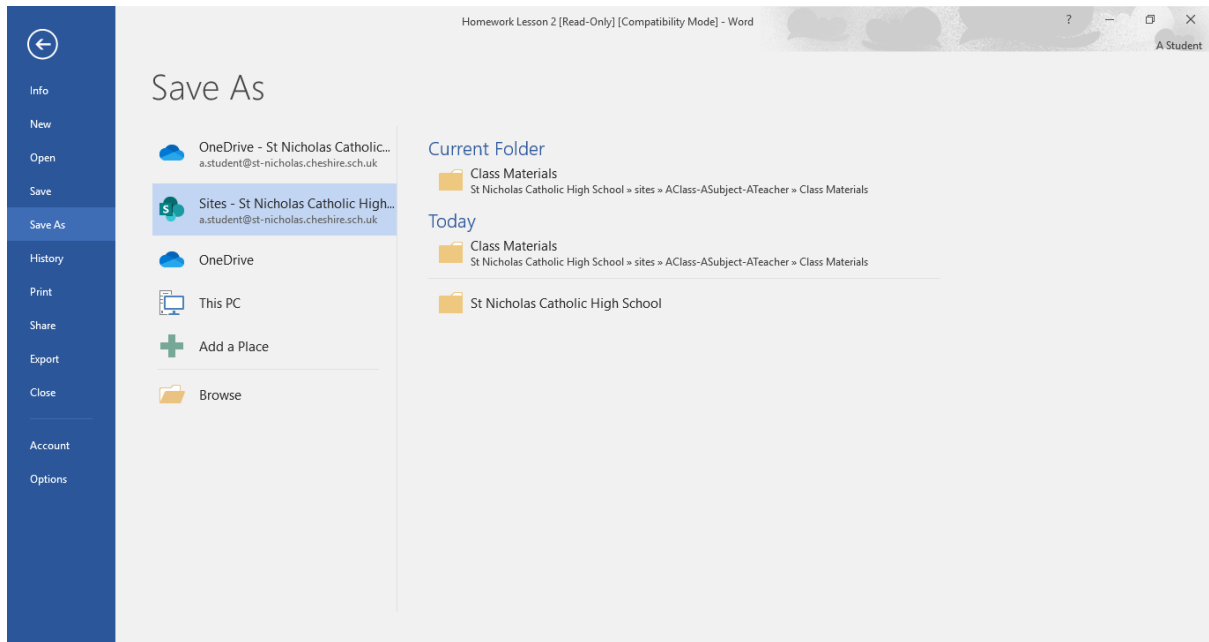 Homework Lesson 2 [Read-Only] [Compatibility Mode] - Word
?
A Student
Info
New
Open
Save
Save As
History
Print
Share
Export
Close
Account
Options
Save As
OneDrive - St Nicholas Catholic...
a.student@st-nicholas.cheshire.sch.uk
Sites - St Nicholas Catholic High...
a.student@st-nicholas.cheshire.sch.uk
OneDrive
This PC
Add a Place
Browse
Current Folder
Class Materials
St Nicholas Catholic High School » sites » AClass-ASubject-ATeacher » Class Materials
Today
Class Materials
St Nicholas Catholic High School » sites » AClass-ASubject-ATeacher » Class Materials
St Nicholas Catholic High School